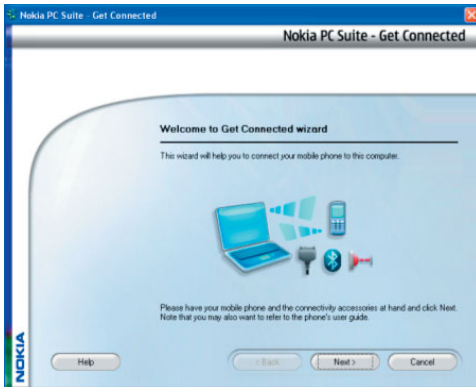 Nokia PC Suite - Get Connected
Nokia PC Suite - Get Connected
Welcome to Get Connected wizard
This wizard will help you to connect your mobile phone to this computer.
Please have your mobile phone and the connectivity accessories at hand and click Next.
Note that you may also want to refer to the phone's user guide.
NOKIA
Help
< Back
Next >
Cancel